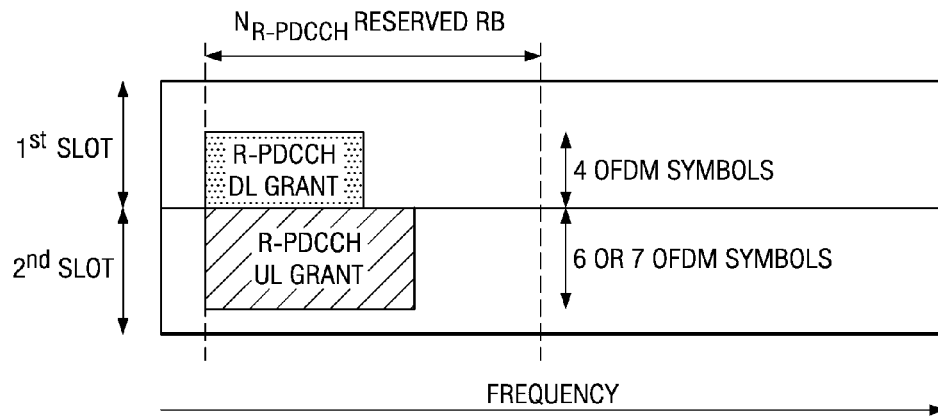 N_R-PDCCH RESERVED RB
1st SLOT
R-PDCCH
DL GRANT
4 OFDM SYMBOLS
2nd SLOT
R-PDCCH
UL GRANT
6 OR 7 OFDM SYMBOLS
FREQUENCY